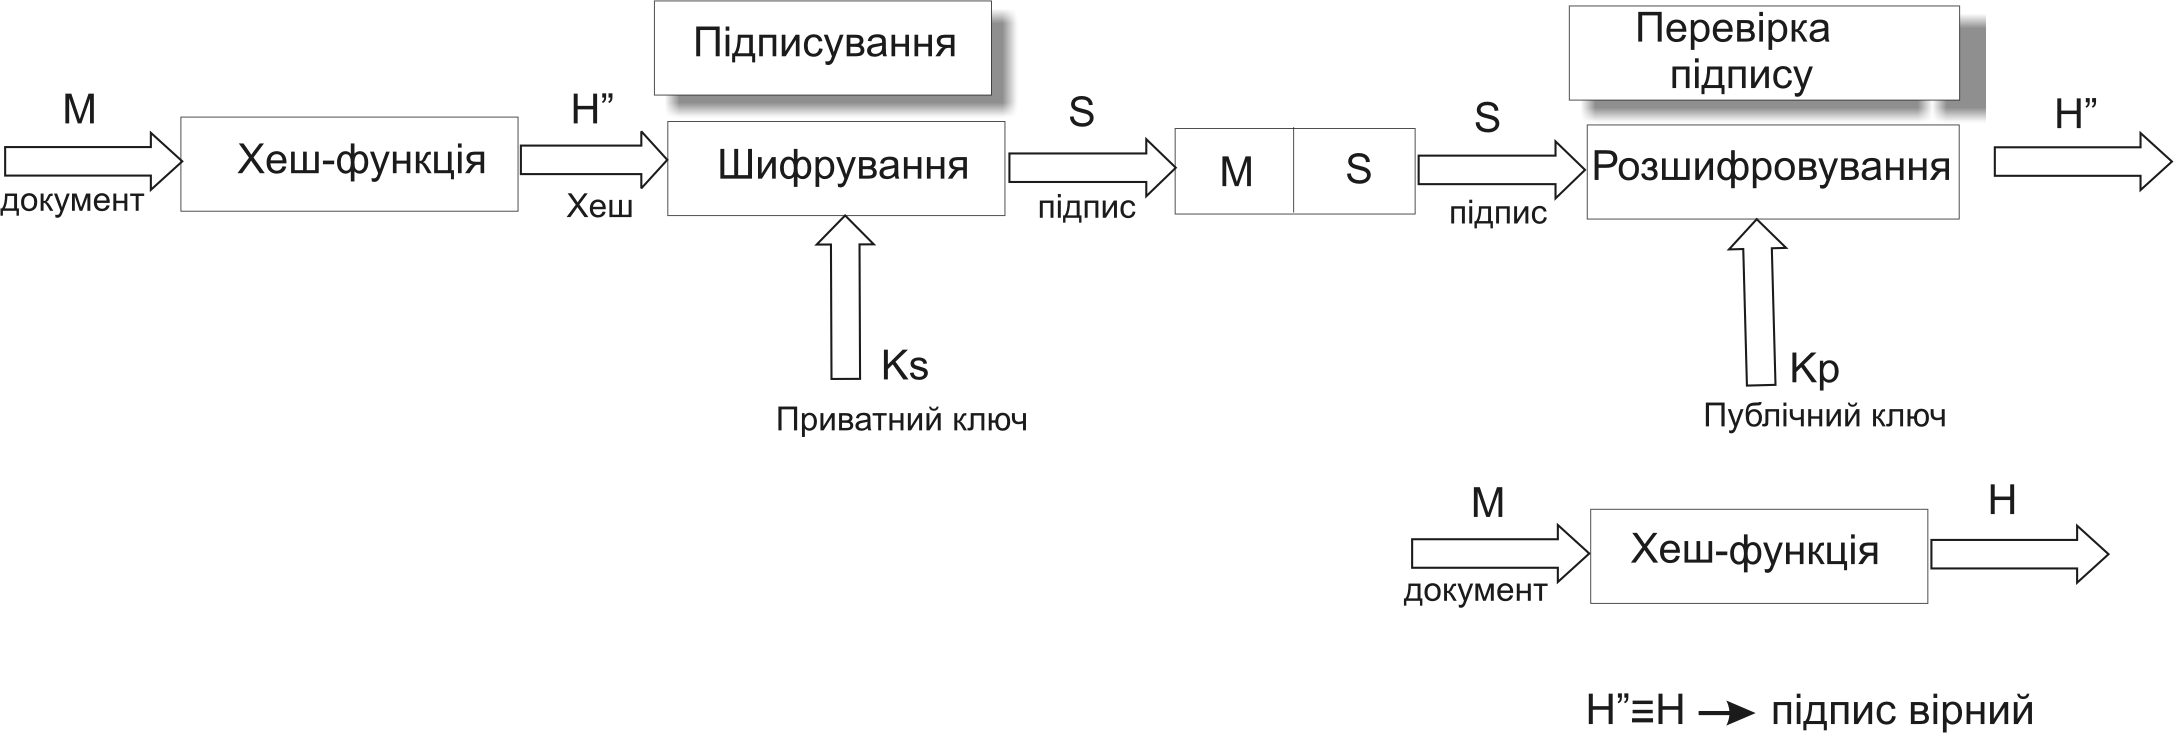 Підписування
Перевірка
підпису
M
H”
S
S
H”
Хеш-функція
Шифрування
M
S
Розшифровування
документ
Хеш
підпис
підпис
Ks
Приватний ключ
Kp
Публічний ключ
M
H
Хеш-функція
документ
H”≡H → підпис вірний